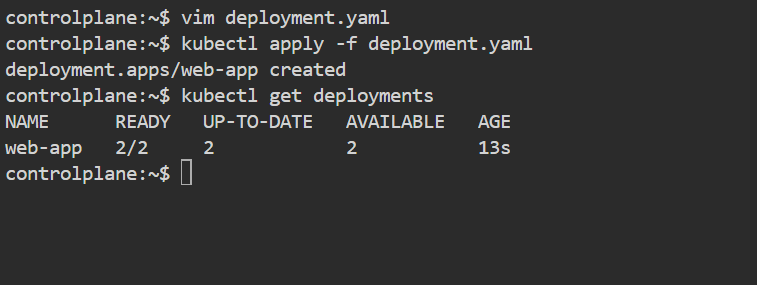 controlplane:~$ vim deployment.yaml
controlplane:~$ kubectl apply -f deployment.yaml
deployment.apps/web-app created
controlplane:~$ kubectl get deployments
NAME      READY   UP-TO-DATE   AVAILABLE   AGE
web-app   2/2     2            2           13s
controlplane:~$